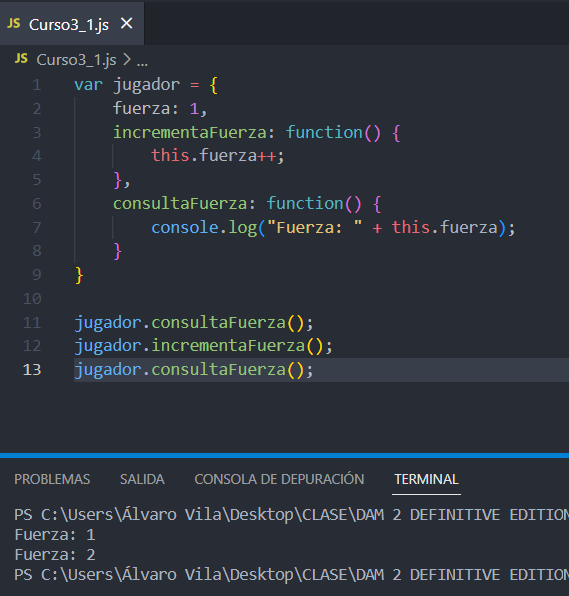 JS Curso3_1.js ×
JS Curso3_1.js > ...
1 var jugador = {
2     fuerza: 1,
3     incrementaFuerza: function() {
4         this.fuerza++;
5     },
6     consultaFuerza: function() {
7         console.log("Fuerza: " + this.fuerza);
8     }
9 }
10
11 jugador.consultaFuerza();
12 jugador.incrementaFuerza();
13 jugador.consultaFuerza();
PROBLEMAS SALIDA CONSOLA DE DEPURACIÓN TERMINAL
PS C:\Users\Álvaro Vila\Desktop\CLASE\DAM 2 DEFINITIVE EDITION
Fuerza: 1
Fuerza: 2
PS C:\Users\Álvaro Vila\Desktop\CLASE\DAM 2 DEFINITIVE EDITION